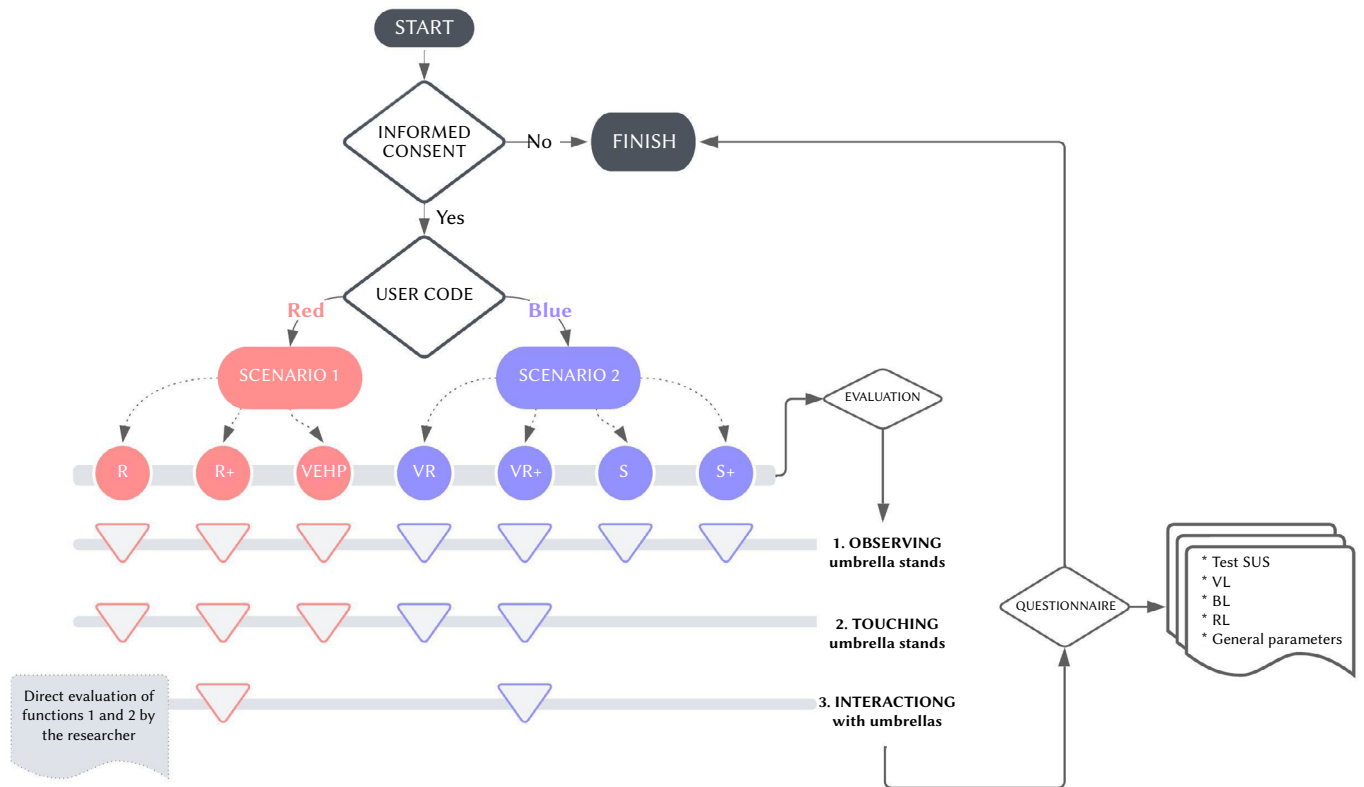 START
INFORMED
CONSENT
No
FINISH
Yes
USER CODE
Red
Blue
SCENARIO 1
SCENARIO 2
EVALUATION
R
R+
VEHP
VR
VR+
S
S+
1. OBSERVING
umbrella stands
2. TOUCHING
umbrella stands
3. INTERACTIONG
with umbrellas
Direct evaluation of
functions 1 and 2 by
the researcher
QUESTIONNAIRE
* Test SUS
* VL
* BL
* RL
* General parameters